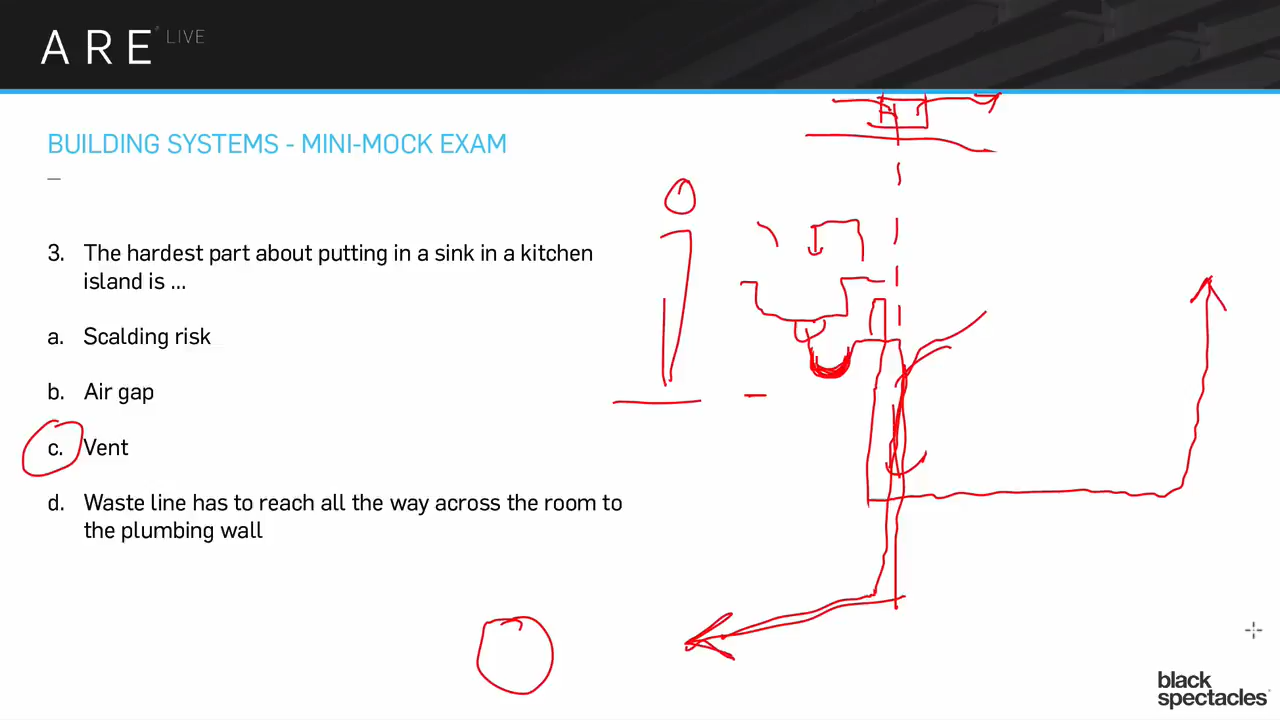 ARE LIVE
BUILDING SYSTEMS - MINI-MOCK EXAM
3. The hardest part about putting in a sink in a kitchen
island is ...
a. Scalding risk
b. Air gap
c. Vent
d. Waste line has to reach all the way across the room to
the plumbing wall
black
spectacles